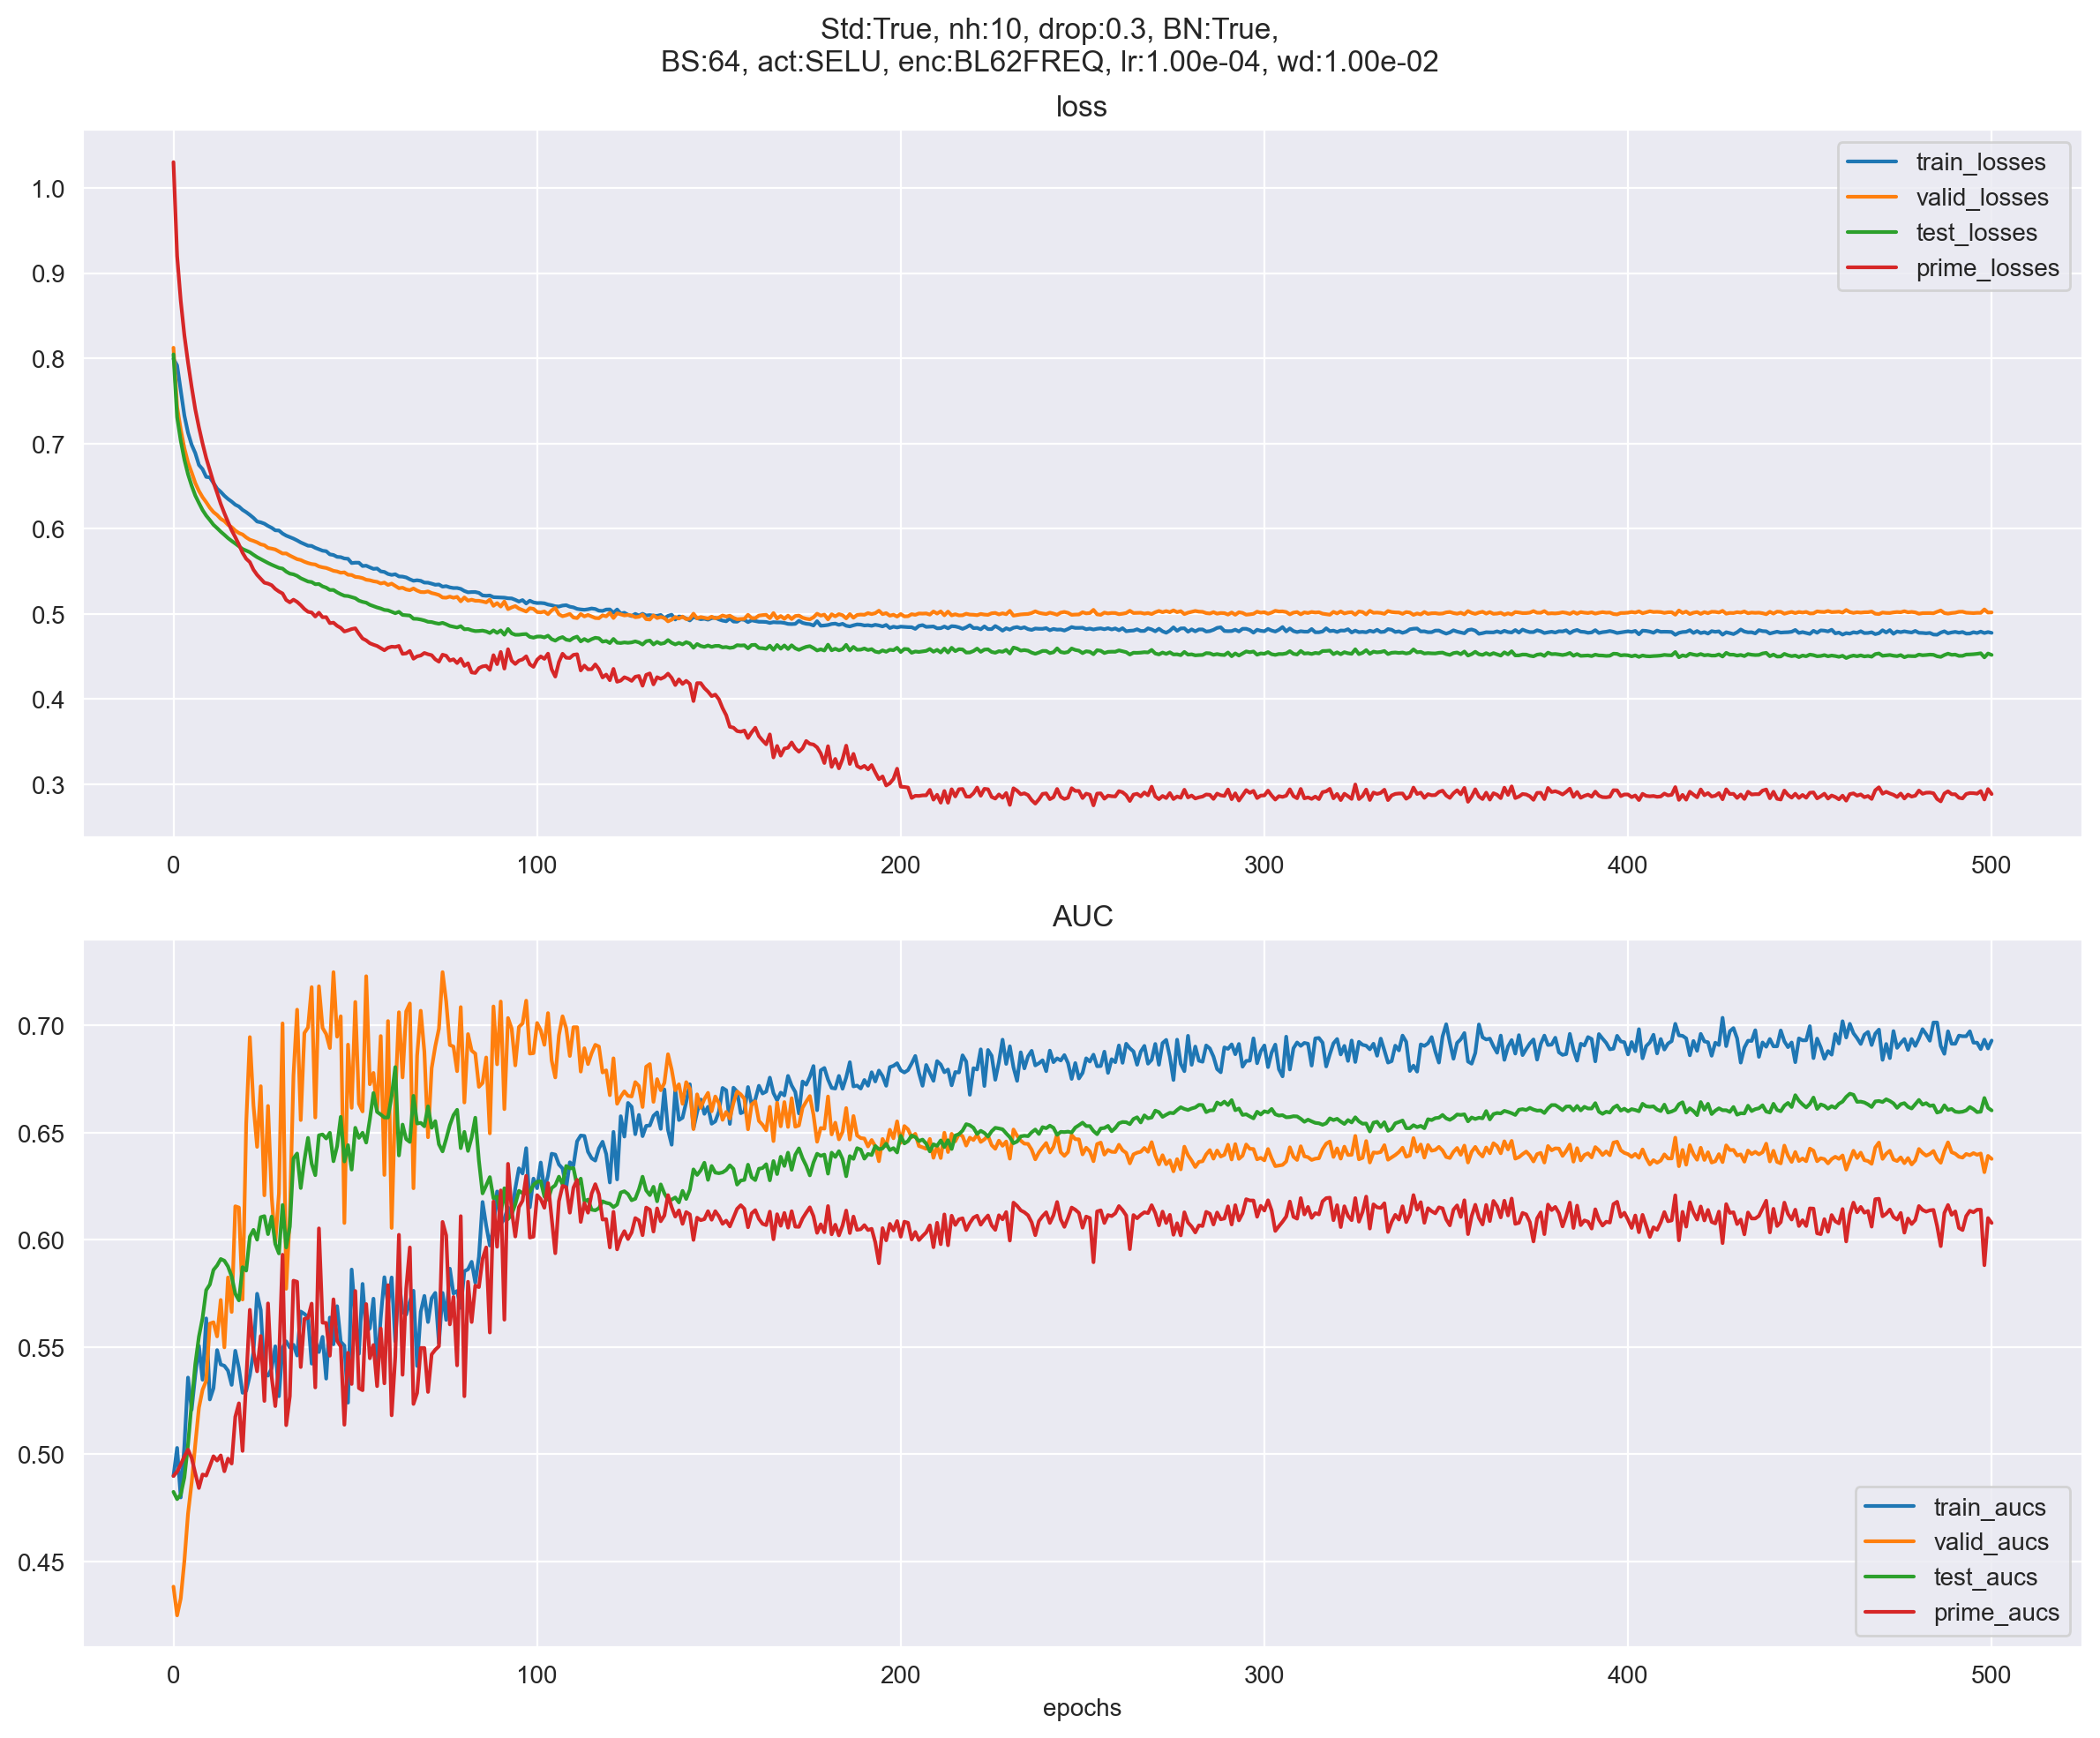 Std:True, nh:10, drop:0.3, BN:True,
BS:64, act:SELU, enc:BL62FREQ, lr:1.00e-04, wd:1.00e-02
loss
train_losses
valid_losses
test_losses
prime_losses
1.0
0.9
0.8
0.7
0.6
0.5
0.4
0.3
0 100 200 300 400 500
AUC
0.70
0.65
0.60
0.55
0.50
0.45
train_aucs
valid_aucs
test_aucs
prime_aucs
0 100 200 300 400 500
epochs